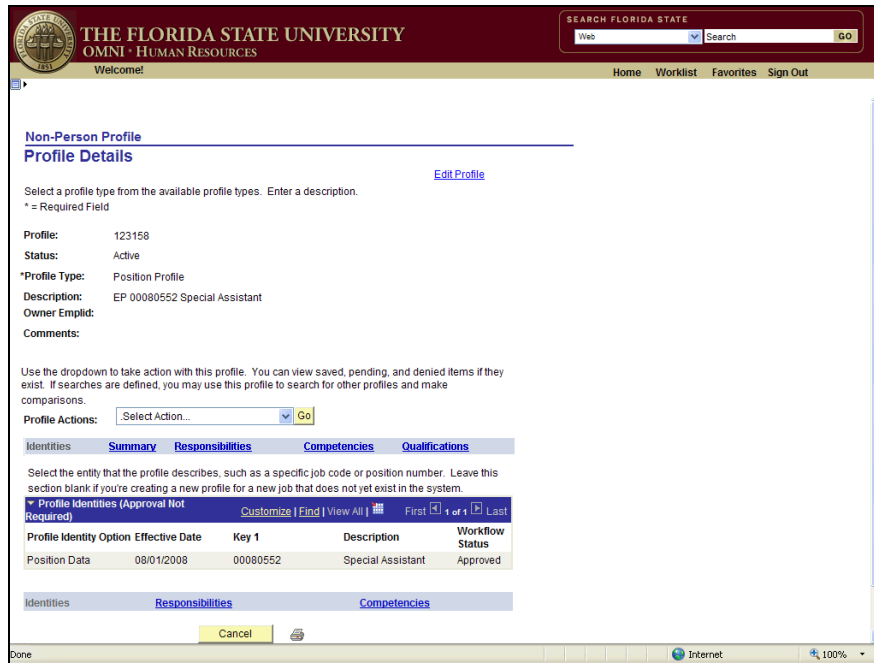 THE FLORIDA STATE UNIVERSITY
OMNI • HUMAN RESOURCES
SEARCH FLORIDA STATE
Web Search GO
Welcome!
Home Worklist Favorites Sign Out
Non-Person Profile
Profile Details
Edit Profile
Select a profile type from the available profile types. Enter a description.
* = Required Field
Profile: 123158
Status: Active
*Profile Type: Position Profile
Description: EP 00080552 Special Assistant
Owner Emplid:
Comments:
Use the dropdown to take action with this profile. You can view saved, pending, and denied items if they
exist. If searches are defined, you may use this profile to search for other profiles and make
comparisons.
Profile Actions: .Select Action... Go
Identities Summary Responsibilities Competencies Qualifications
Select the entity that the profile describes, such as a specific job code or position number. Leave this
section blank if you're creating a new profile for a new job that does not yet exist in the system.
Profile Identities (Approval Not
Required)
Customize | Find | View All | First 1 of 1 Last
Profile Identity Option Effective Date Key 1 Description Workflow
Status
Position Data 08/01/2008 00080552 Special Assistant Approved
Identities Responsibilities Competencies
Cancel
Done Internet 100%